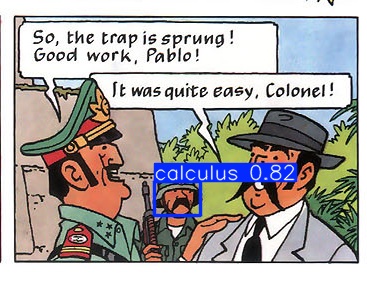 So, the trap is sprung!
Good work, Pablo!
It was quite easy, Colonel!
calculus 0.82